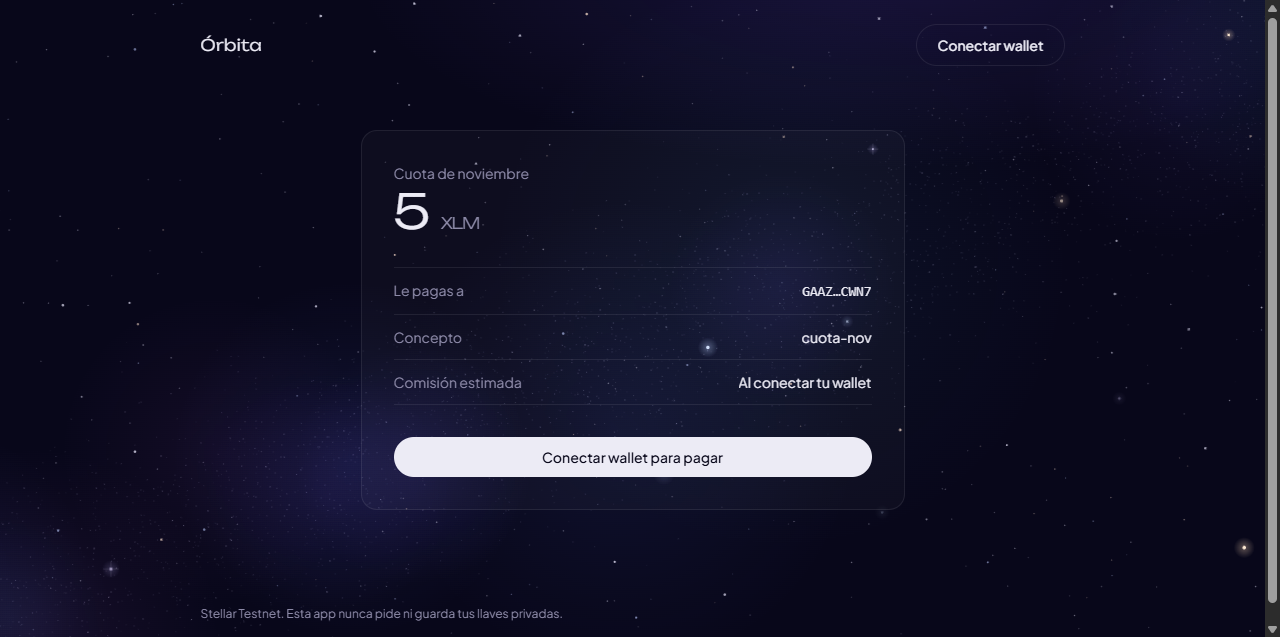 Órbita
Conectar wallet
Cuota de noviembre
5 XLM
Le pagas a GAAZ…CWN7
Concepto cuota-nov
Comisión estimada Al conectar tu wallet
Conectar wallet para pagar
Stellar Testnet. Esta app nunca pide ni guarda tus llaves privadas.